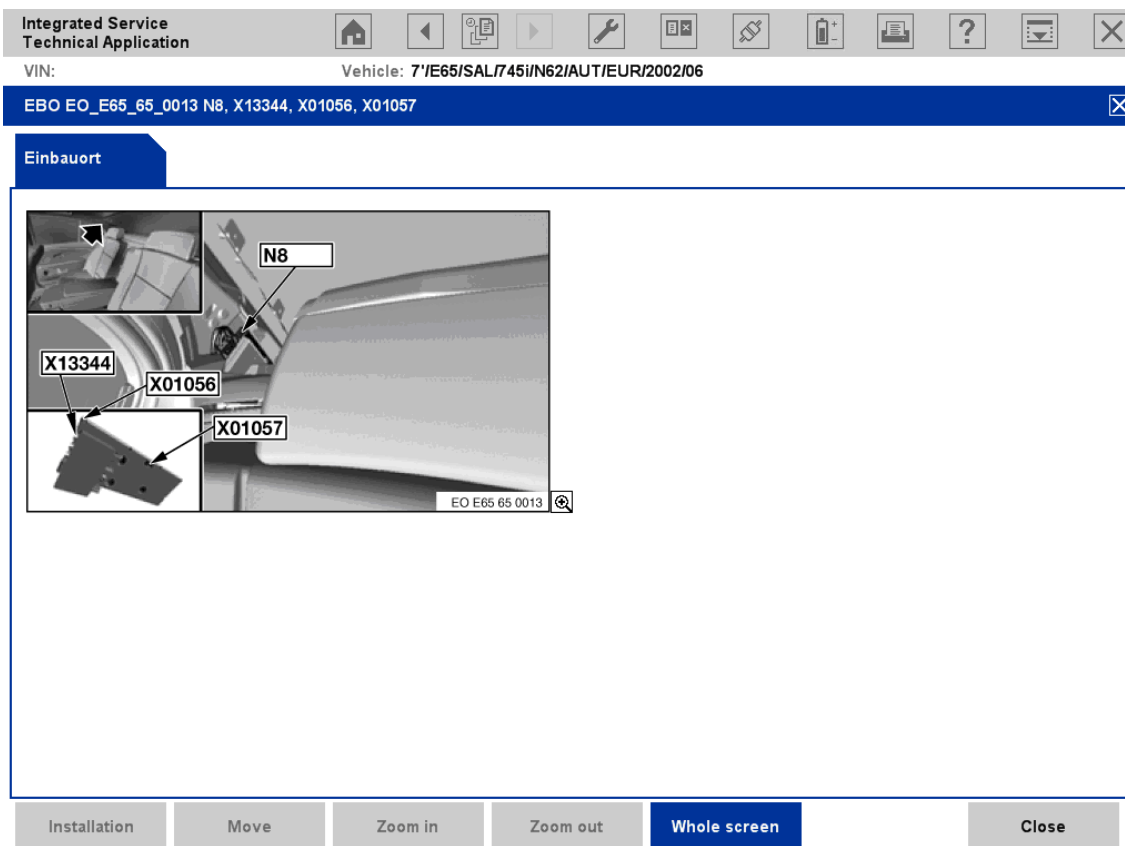 Integrated Service
Technical Application
VIN:
Vehicle: 7'/E65/SAL/745i/N62/AUT/EUR/2002/06
EBO EO_E65_65_0013 N8, X13344, X01056, X01057
Einbauort
N8
X13344
X01056
X01057
EO E65 65 0013
Installation
Move
Zoom in
Zoom out
Whole screen
Close